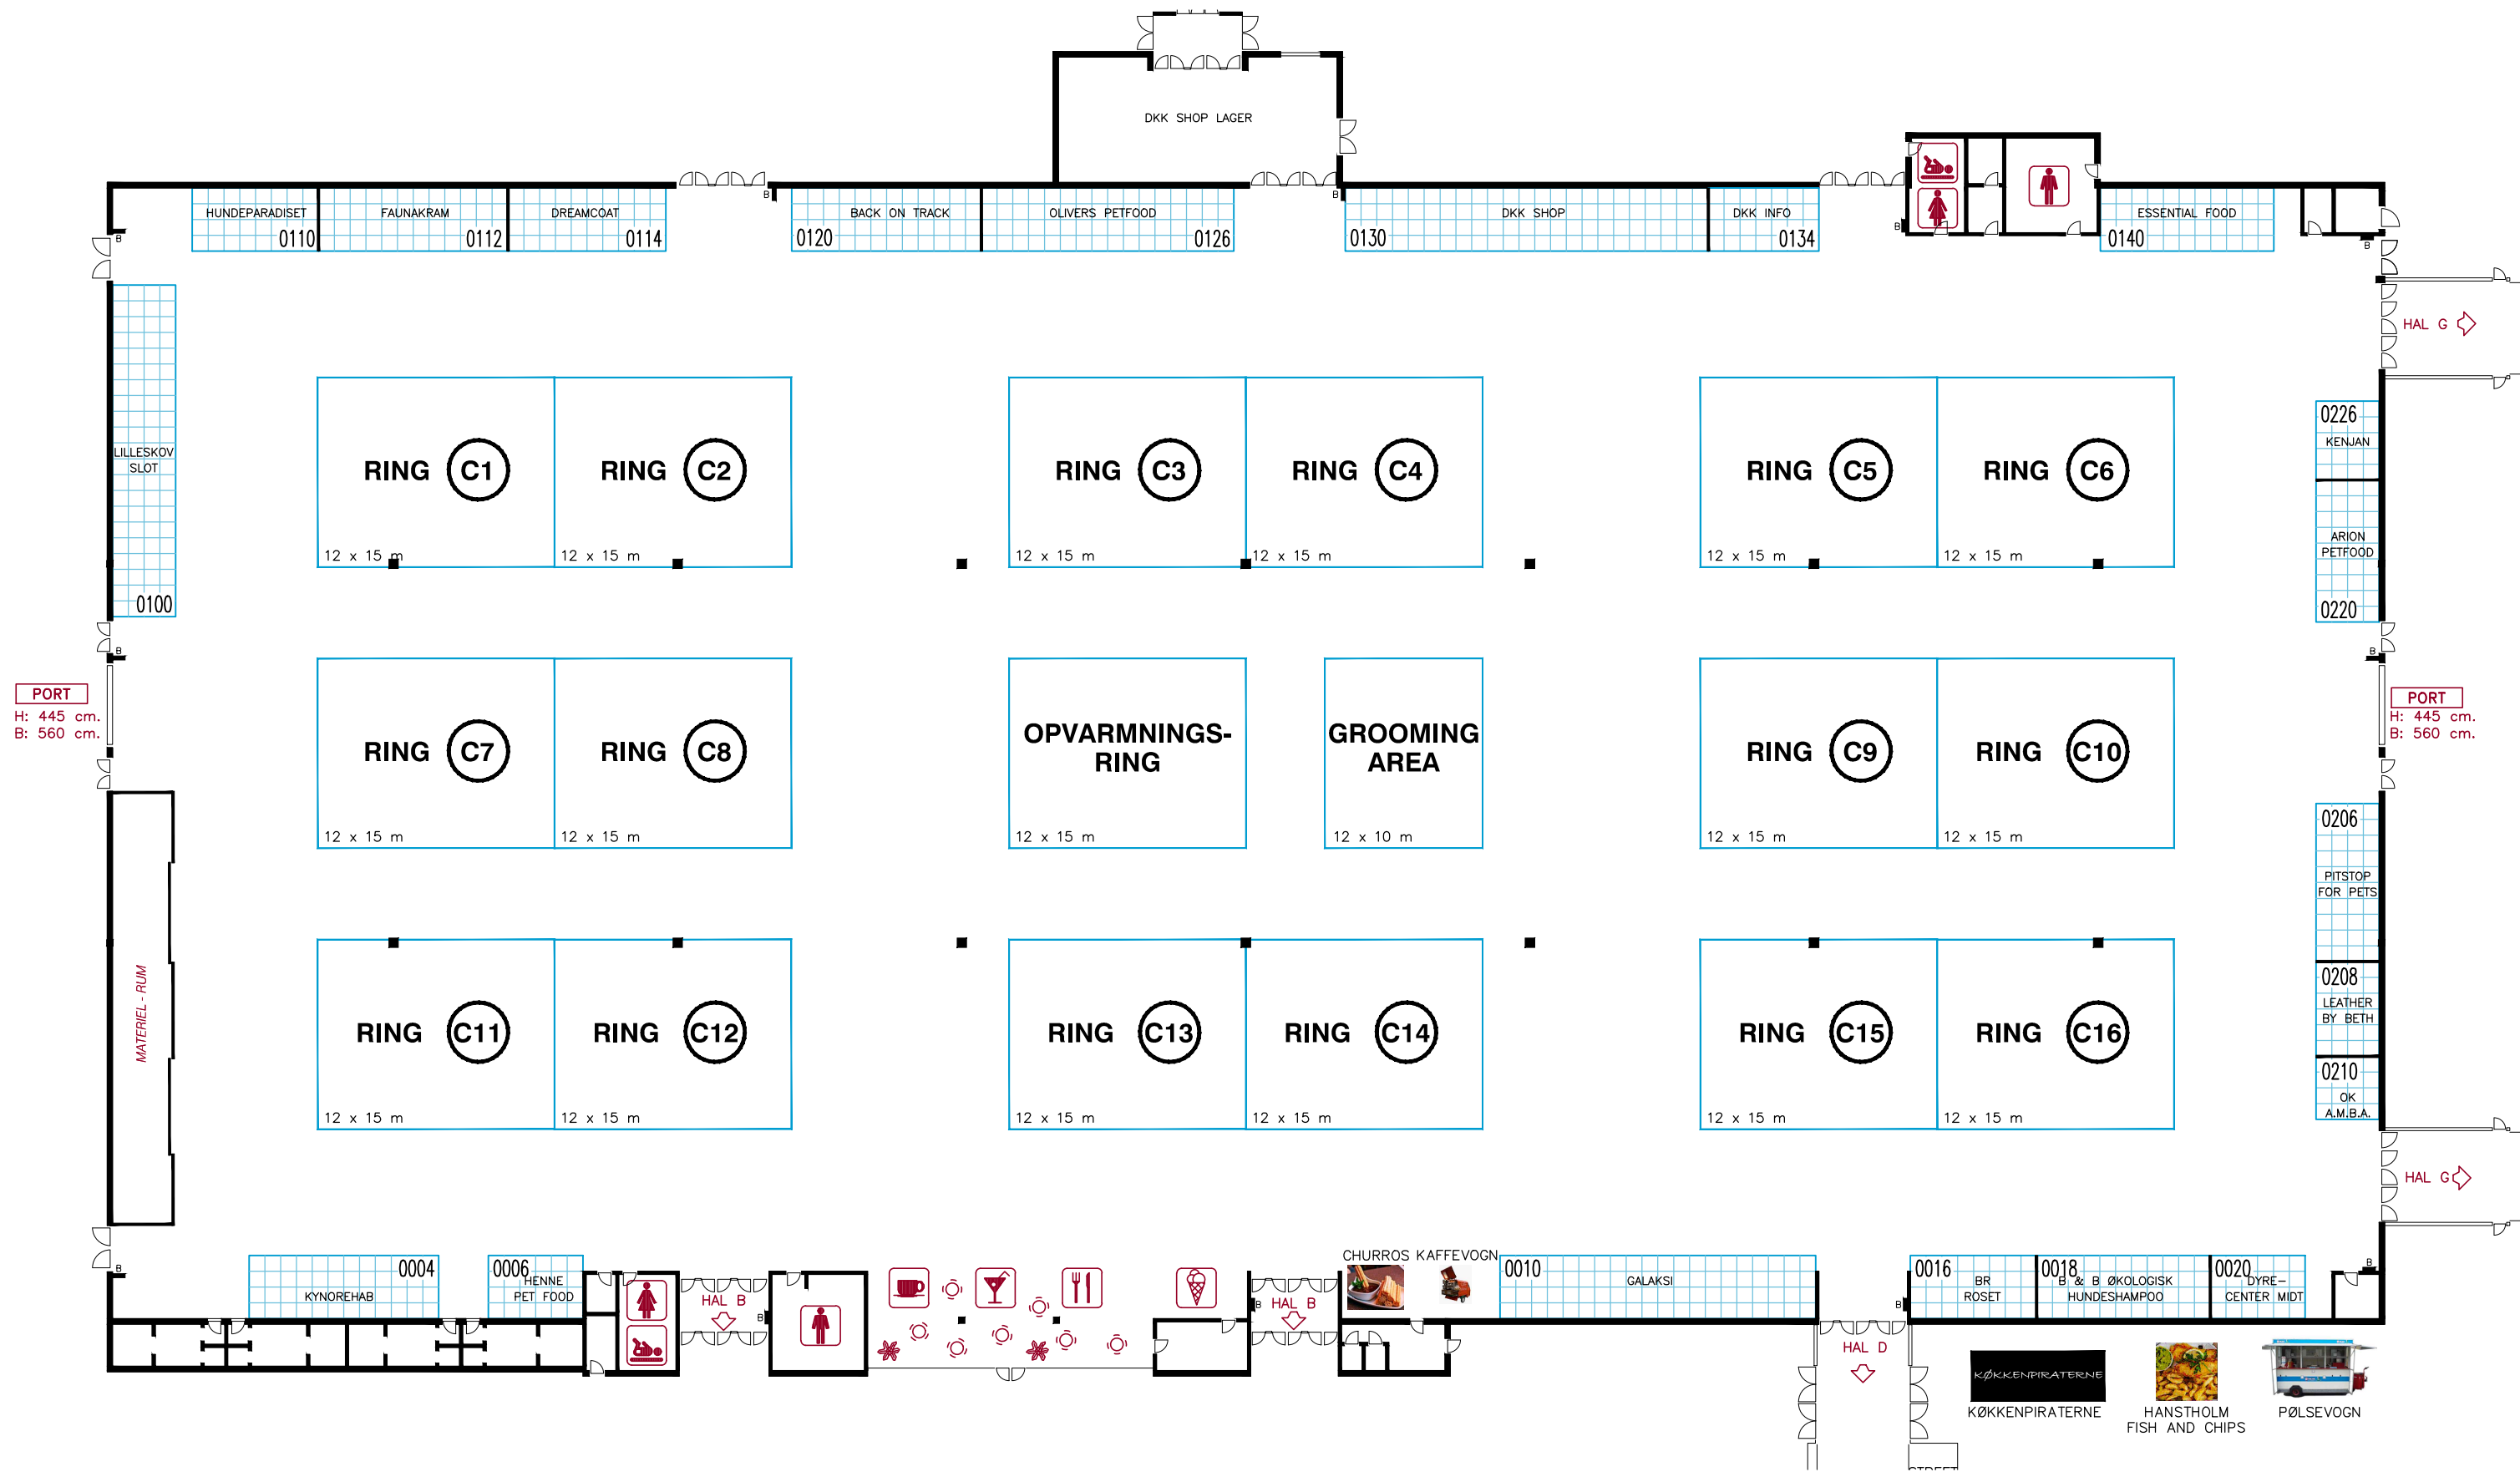 DKK SHOP LAGER
B
B
HUNDEPARADISET
0110
FAUNAKRAM
0112
DREAMCOAT
0114
BACK ON TRACK
0120
OLIVERS PETFOOD
0126
DKK SHOP
0130
DKK INFO
0134
B
ESSENTIAL FOOD
0140
B
B
HAL G
LILLESKOV
SLOT
0100
RING C1
12 x 15 m
RING C2
12 x 15 m
RING C3
12 x 15 m
RING C4
12 x 15 m
RING C5
12 x 15 m
RING C6
12 x 15 m
0226
KENJAN
ARION
PETFOOD
0220
B
B
PORT
H: 445 cm.
B: 560 cm.
RING C7
12 x 15 m
RING C8
12 x 15 m
OPVARMNINGS-
RING
12 x 15 m
GROOMING
AREA
12 x 10 m
RING C9
12 x 15 m
RING C10
12 x 15 m
PORT
H: 445 cm.
B: 560 cm.
0206
PITSTOP
FOR PETS
0208
LEATHER
BY BETH
0210
OK
A.M.B.A.
MATERIEL - RUM
RING C11
12 x 15 m
RING C12
12 x 15 m
RING C13
12 x 15 m
RING C14
12 x 15 m
RING C15
12 x 15 m
RING C16
12 x 15 m
HAL G
B
0004
KYNOREHAB
0006
HENNE
PET FOOD
HAL B
B
HAL B
B
CHURROS KAFFEVOGN
0010
GALAKSI
B
HAL D
0016
BR
ROSET
0018
B & B ØKOLOGISK
HUNDESHAMPOO
0020
DYRE-
CENTER MIDT
B
KØKKENPIRATERNE
KØKKENPIRATERNE
HANSTHOLM
FISH AND CHIPS
PØLSEVOGN